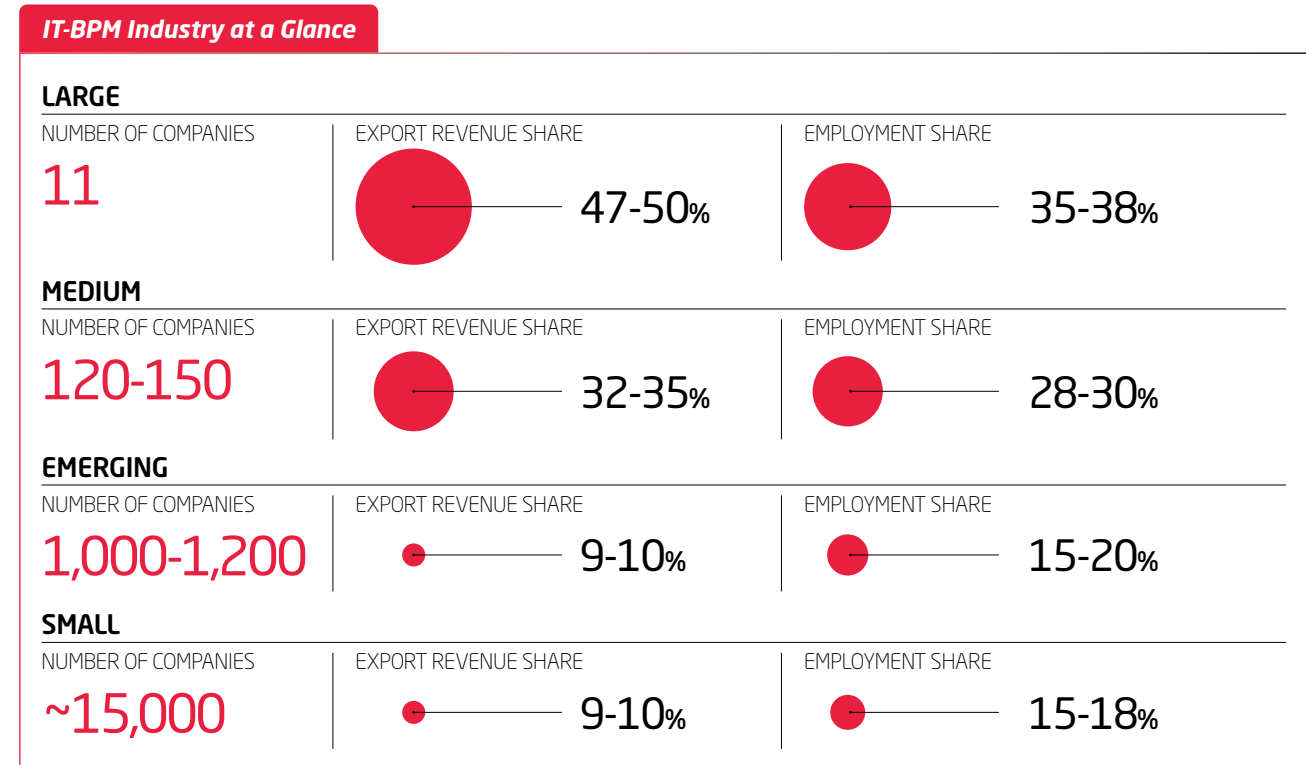 IT-BPM Industry at a Glance
LARGE
NUMBER OF COMPANIES
11
EXPORT REVENUE SHARE
47-50%
EMPLOYMENT SHARE
35-38%
MEDIUM
NUMBER OF COMPANIES
120-150
EXPORT REVENUE SHARE
32-35%
EMPLOYMENT SHARE
28-30%
EMERGING
NUMBER OF COMPANIES
1,000-1,200
EXPORT REVENUE SHARE
9-10%
EMPLOYMENT SHARE
15-20%
SMALL
NUMBER OF COMPANIES
~15,000
EXPORT REVENUE SHARE
9-10%
EMPLOYMENT SHARE
15-18%